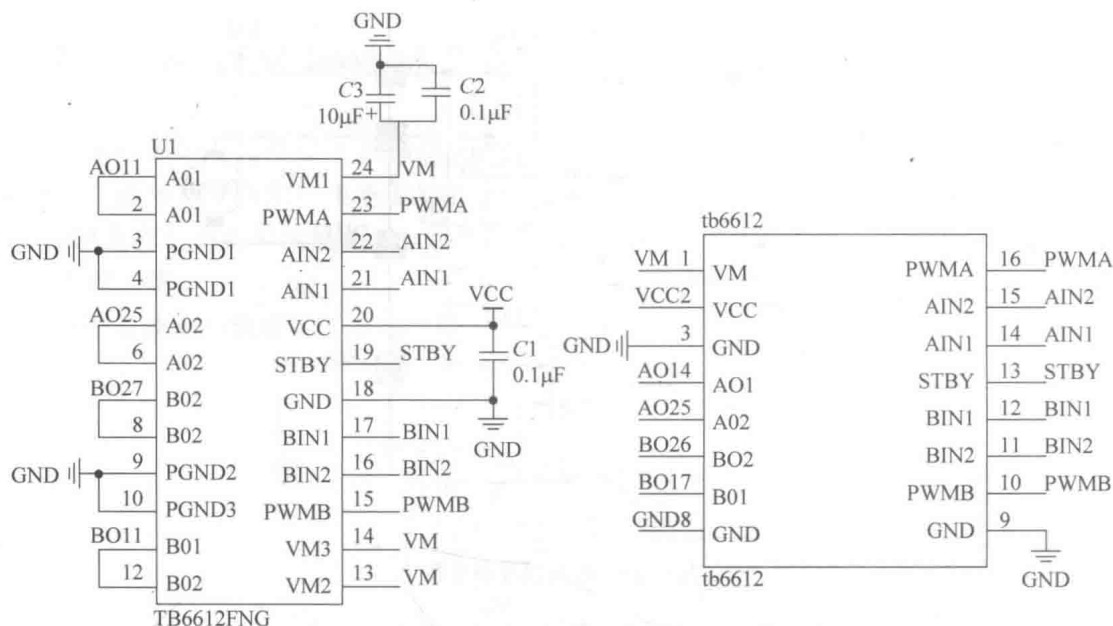 GND
C3
10μF+
C2
0.1μF
U1
AO11 A01 VM1 24 VM
2 A01 PWMA 23 PWMA
GND 3 PGND1 AIN2 22 AIN2
4 PGND1 AIN1 21 AIN1
AO25 A02 VCC 20 VCC
6 A02 STBY 19 STBY
C1
0.1μF
BO27 B02 GND 18
GND
8 B02 BIN1 17 BIN1
GND 9 PGND2 BIN2 16 BIN2
10 PGND3 PWMB 15 PWMB
BO11 B01 VM3 14 VM
12 B02 VM2 13 VM
TB6612FNG
tb6612
VM 1 VM PWMA 16 PWMA
VCC2 VCC AIN2 15 AIN2
GND 3 GND AIN1 14 AIN1
AO14 AO1 STBY 13 STBY
AO25 A02 BIN1 12 BIN1
BO26 BO2 BIN2 11 BIN2
BO17 B01 PWMB 10 PWMB
GND8 GND GND 9
GND
tb6612